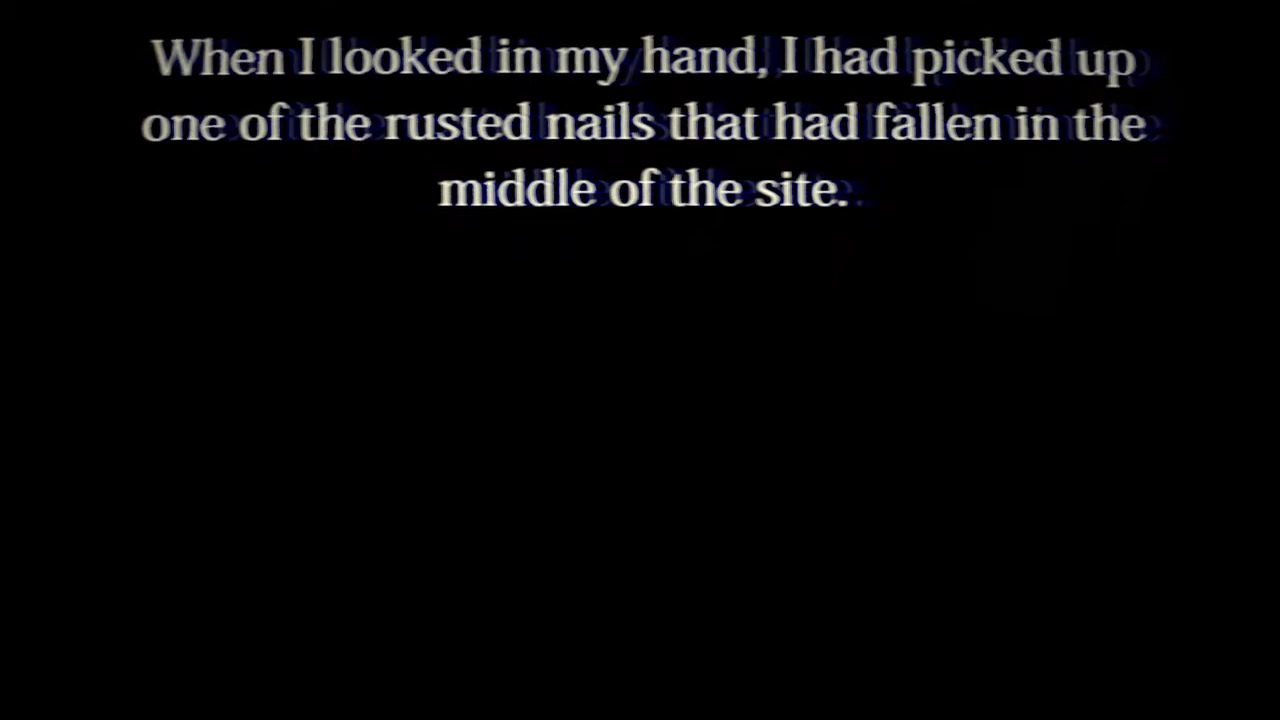 When I looked in my hand, I had picked up
one of the rusted nails that had fallen in the
middle of the site.